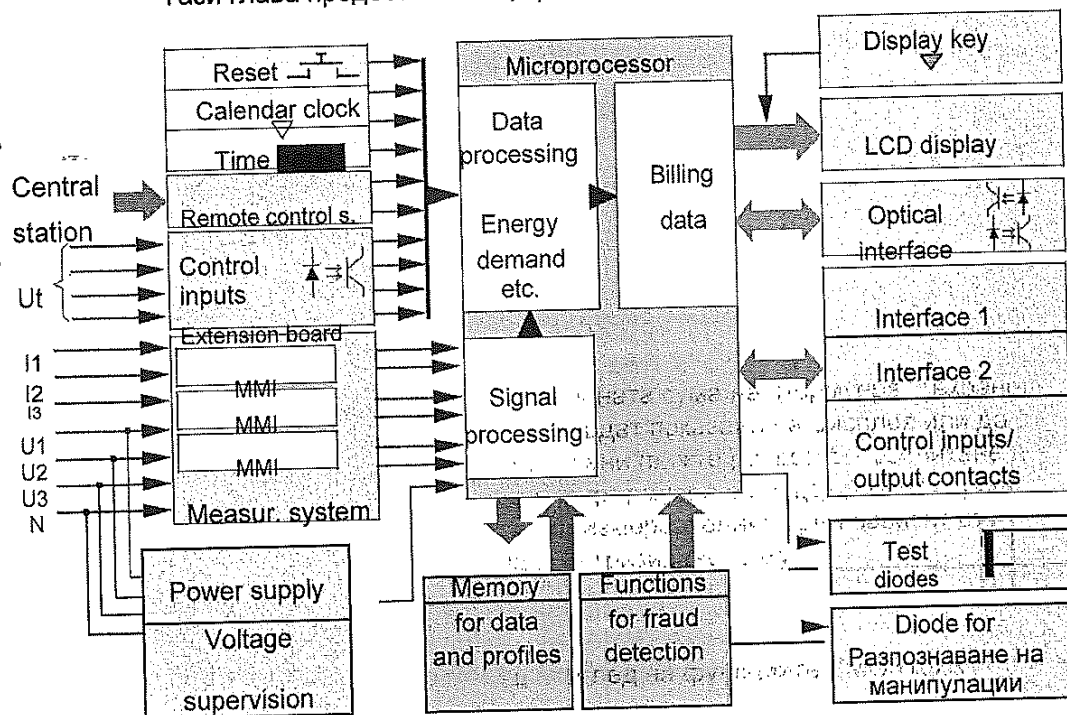 Reset
Calendar clock
Time
Central
station
Remote control s.
Control
inputs
Ut
Extension board
I1
I2
I3
U1
U2
U3
N
MMI
MMI
MMI
Measur. system
Power supply
Voltage
supervision
Microprocessor
Data
processing
Energy
demand
etc.
Billing
data
Signal
processing
Memory
for data
and profiles
Functions
for fraud
detection
Display key
LCD display
Optical
interface
Interface 1
Interface 2
Control inputs/
output contacts
Test
diodes
Diode for
Разпознаване на
манипулации